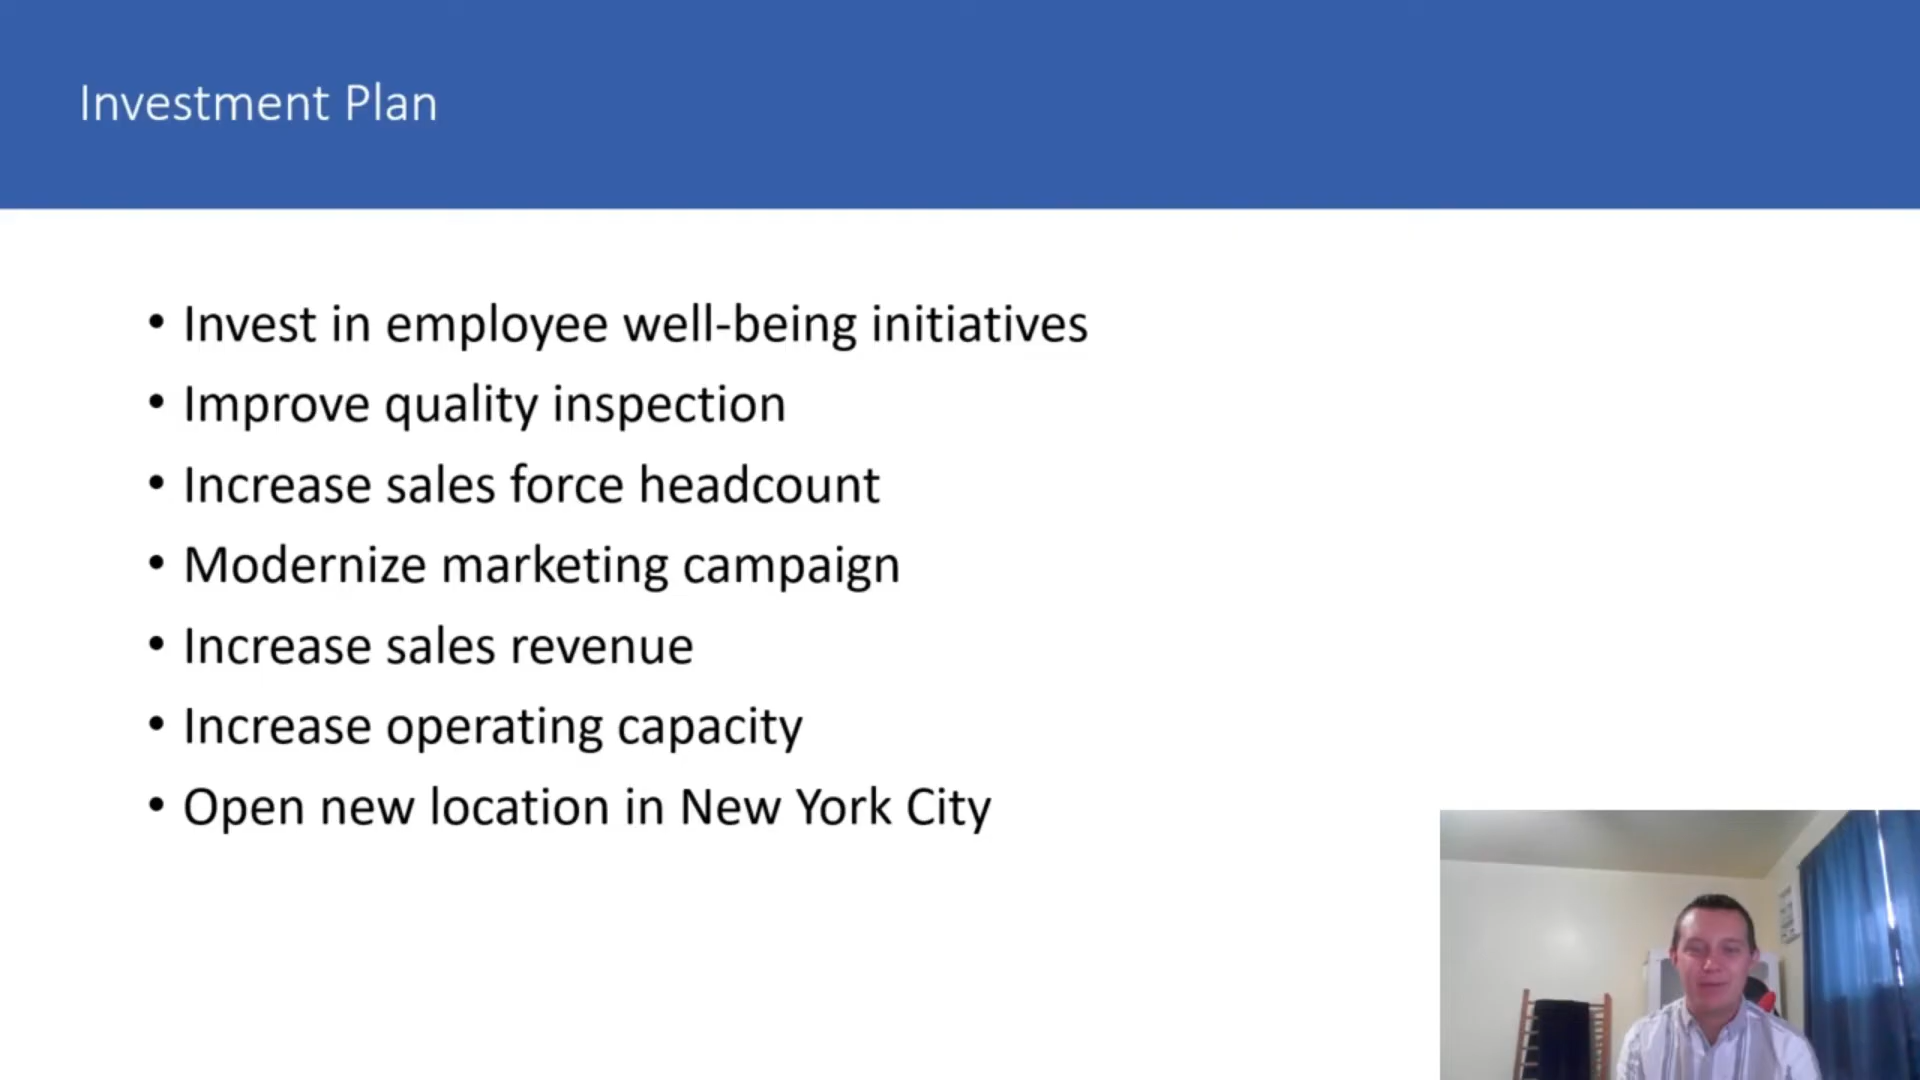 Investment Plan
• Invest in employee well-being initiatives
• Improve quality inspection
• Increase sales force headcount
• Modernize marketing campaign
• Increase sales revenue
• Increase operating capacity
• Open new location in New York City